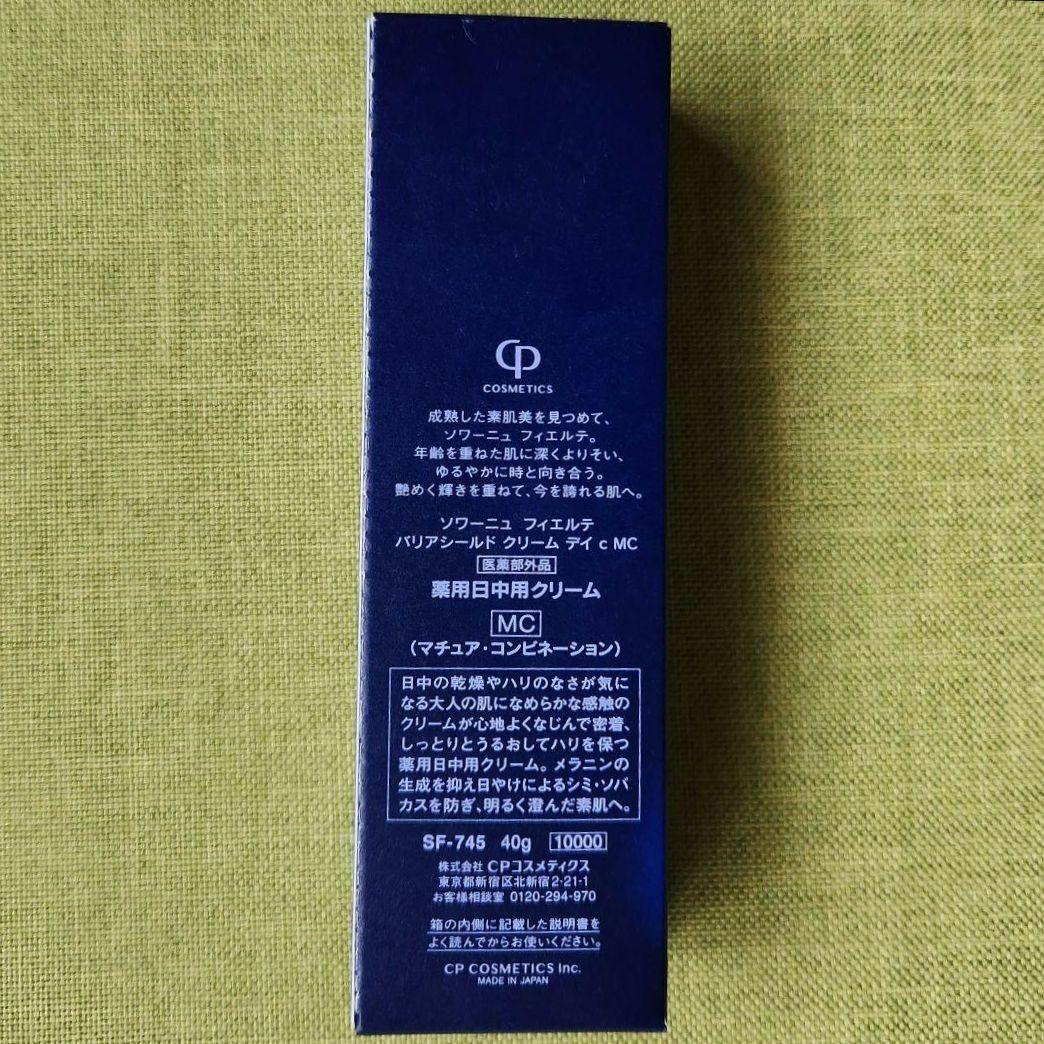 CP
COSMETICS
成熟した素肌美を見つめて、
ソワーニュ フィエルテ。
年齢を重ねた肌に深くよりそい、
ゆるやかに時と向き合う。
艶めく輝きを重ねて、今を誇れる肌へ。
ソワーニュ フィエルテ
バリアシールド クリーム デイ c MC
医薬部外品
薬用日中用クリーム
MC
(マチュア・コンビネーション)
日中の乾燥やハリのなさが気に
なる大人の肌になめらかな感触の
クリームが心地よくなじんで密着、
しっとりとうるおしてハリを保つ
薬用日中用クリーム。メラニンの
生成を抑え日やけによるシミ・ソバ
カスを防ぎ、明るく澄んだ素肌へ。
SF-745 40g 10000
株式会社 CPコスメティクス
東京都新宿区北新宿2-21-1
お客様相談室 0120-294-970
箱の内側に記載した説明書を
よく読んでからお使いください。
CP COSMETICS Inc.
MADE IN JAPAN